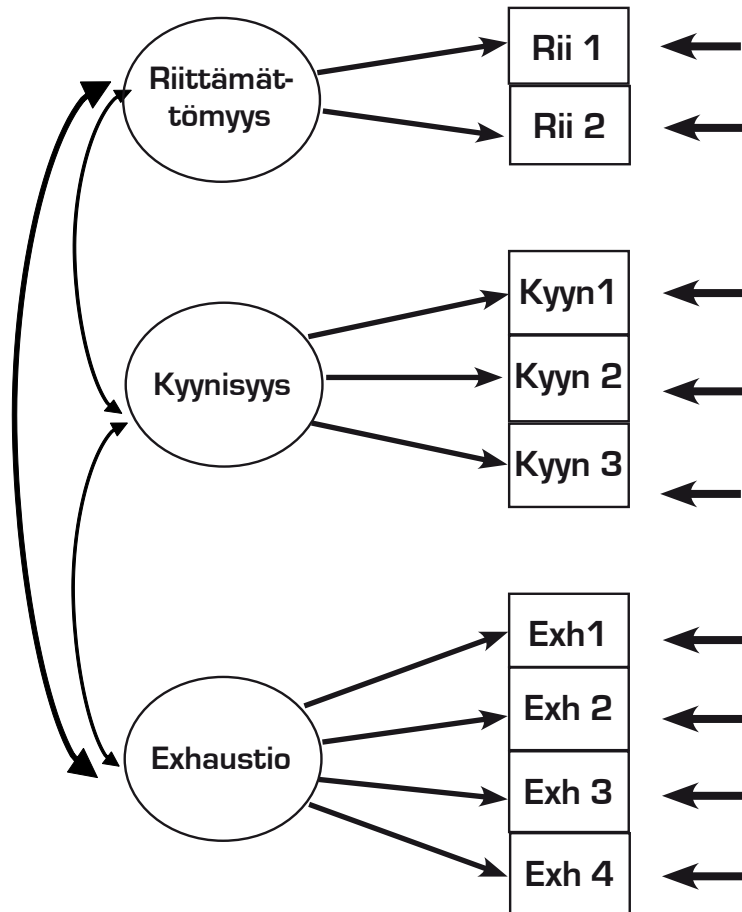 Riittämät-
tömyys
Rii 1
Rii 2
Kyynisyys
Kyyn1
Kyyn 2
Kyyn 3
Exhaustio
Exh1
Exh 2
Exh 3
Exh 4